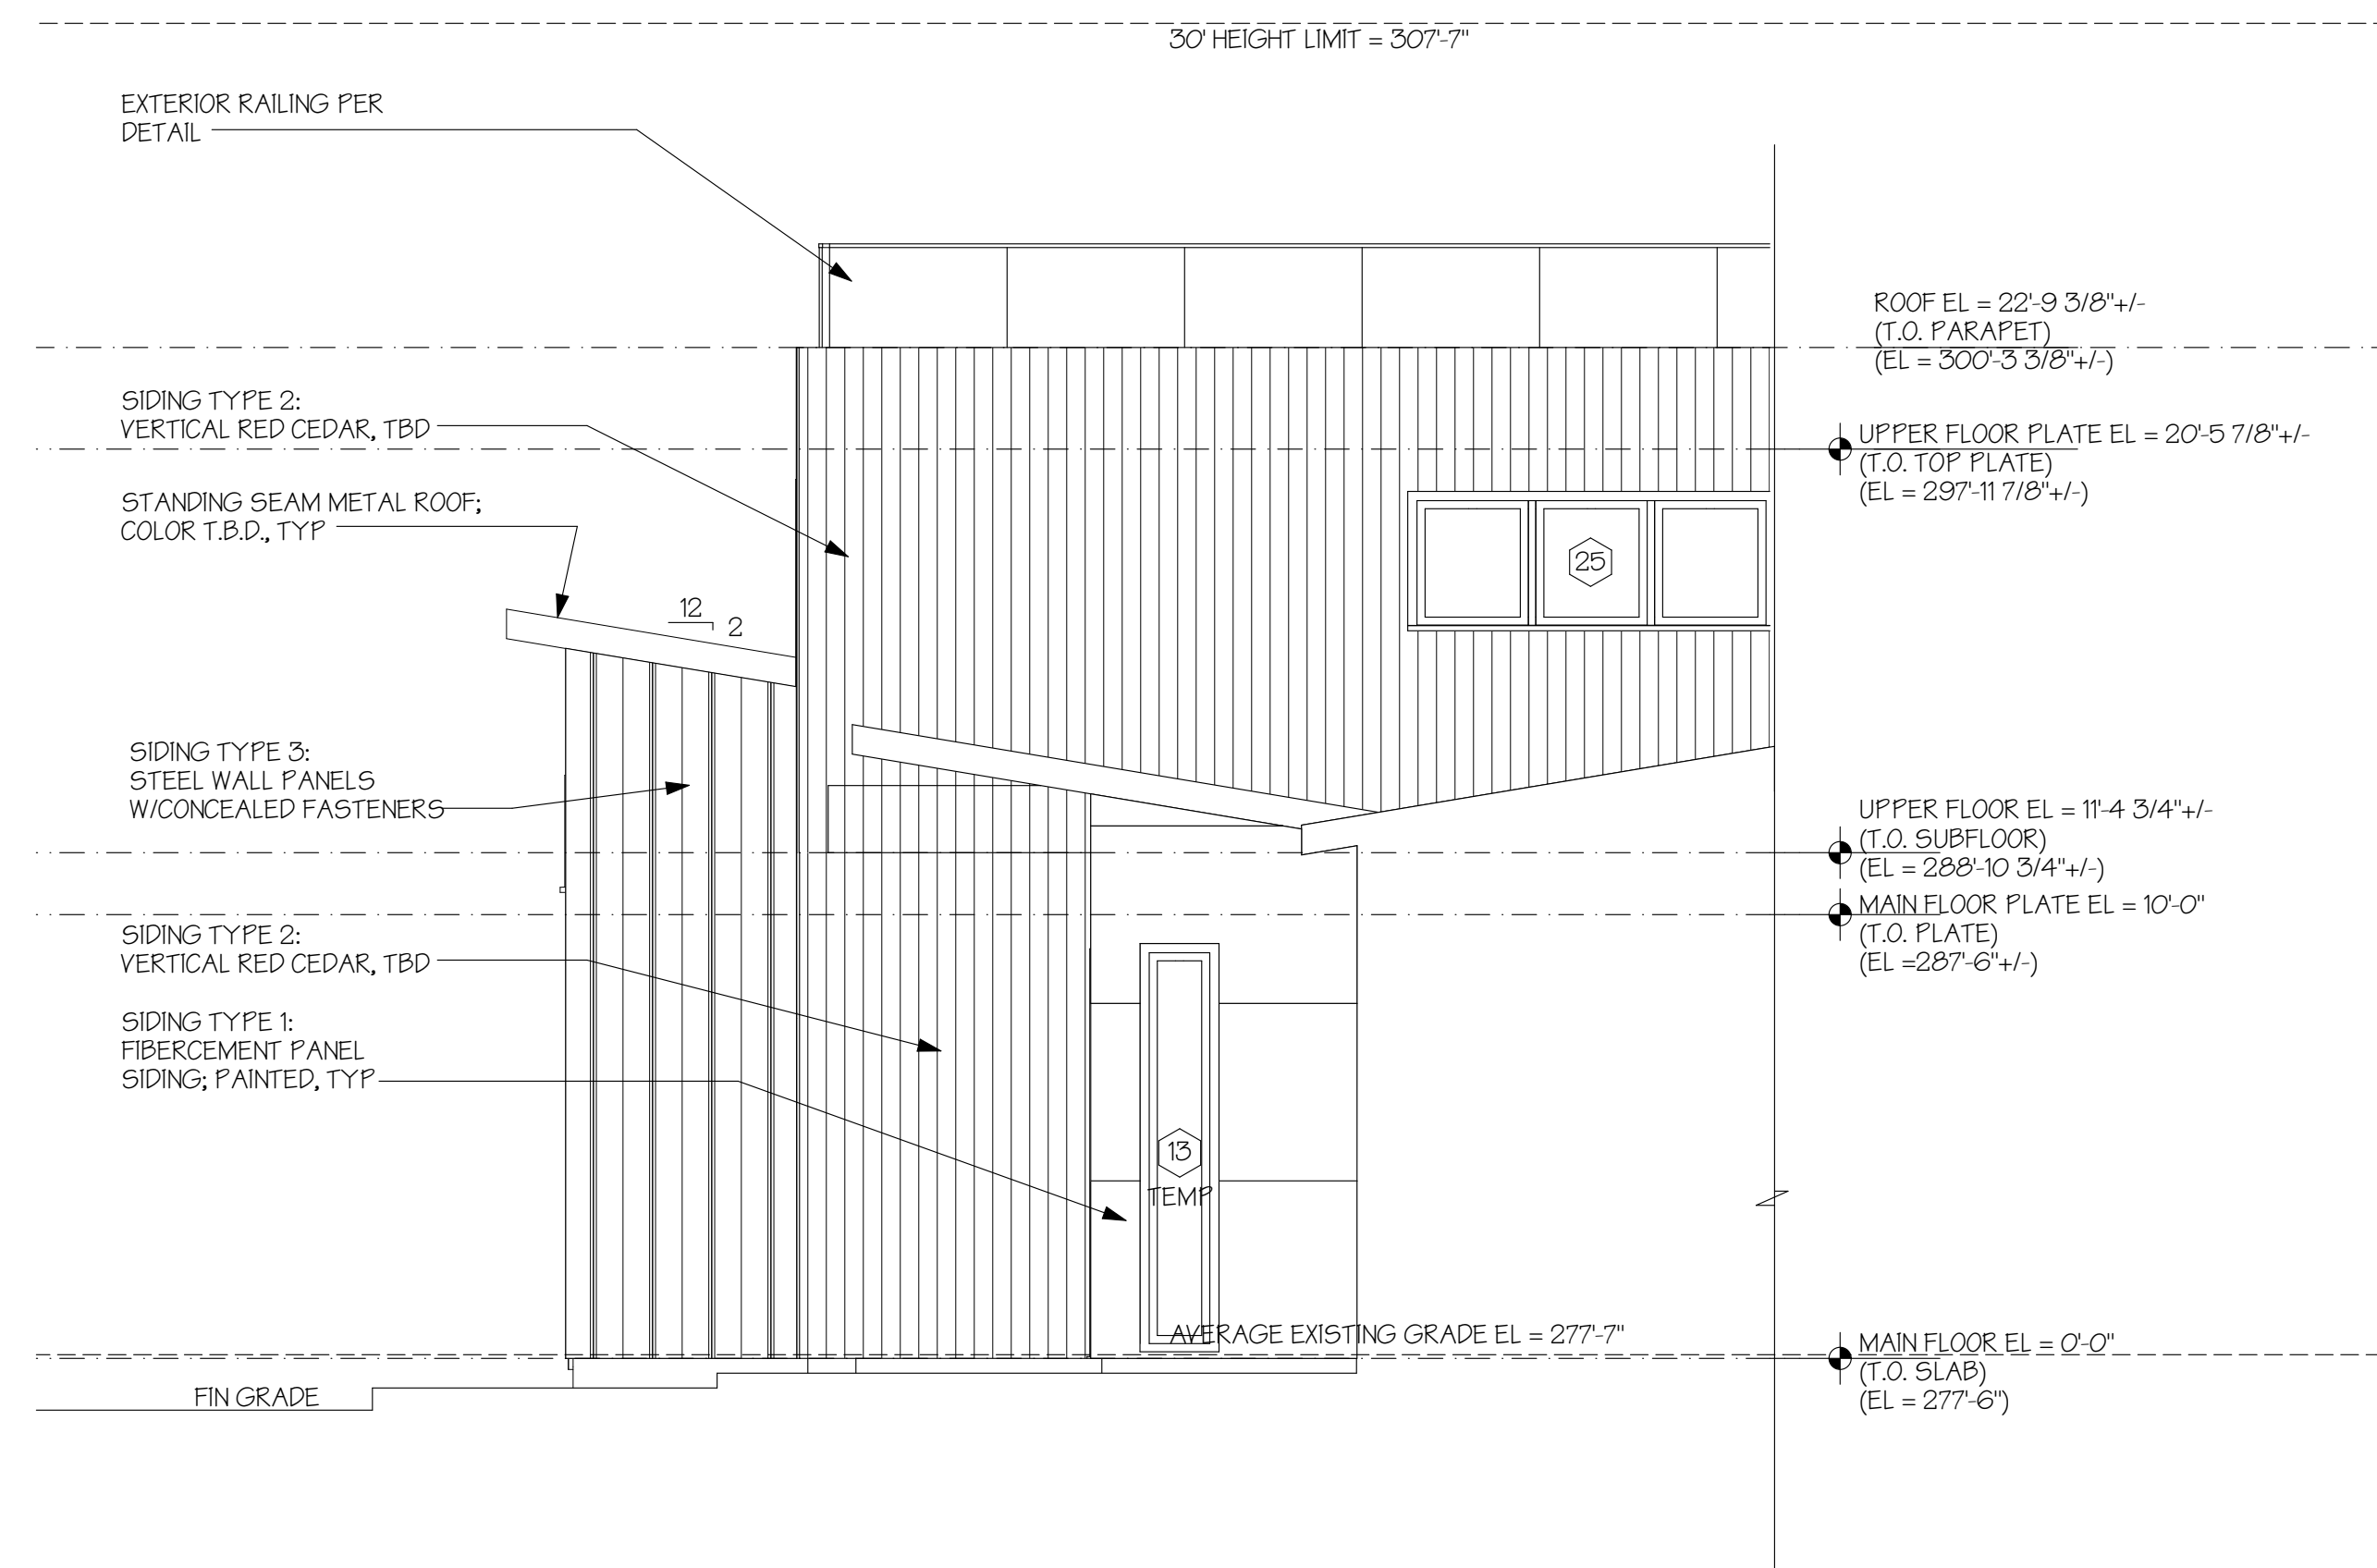 30' HEIGHT LIMIT = 307'-7"
EXTERIOR RAILING PER
DETAIL
ROOF EL = 22'-9 3/8"+/-
(T.O. PARAPET)
(EL = 300'-3 3/8"+/-)
SIDING TYPE 2:
VERTICAL RED CEDAR, TBD
UPPER FLOOR PLATE EL = 20'-5 7/8"+/-
(T.O. TOP PLATE)
(EL = 297'-11 7/8"+/-)
STANDING SEAM METAL ROOF;
COLOR T.B.D., TYP
25
12
2
SIDING TYPE 3:
STEEL WALL PANELS
W/CONCEALED FASTENERS
UPPER FLOOR EL = 11'-4 3/4"+/-
(T.O. SUBFLOOR)
(EL = 288'-10 3/4"+/-)
MAIN FLOOR PLATE EL = 10'-0"
(T.O. PLATE)
(EL =287'-6"+/-)
SIDING TYPE 2:
VERTICAL RED CEDAR, TBD
SIDING TYPE 1:
FIBERCEMENT PANEL
SIDING; PAINTED, TYP
13
TEMP
AVERAGE EXISTING GRADE EL = 277'-7"
MAIN FLOOR EL = 0'-0"
(T.O. SLAB)
(EL = 277'-6")
FIN GRADE